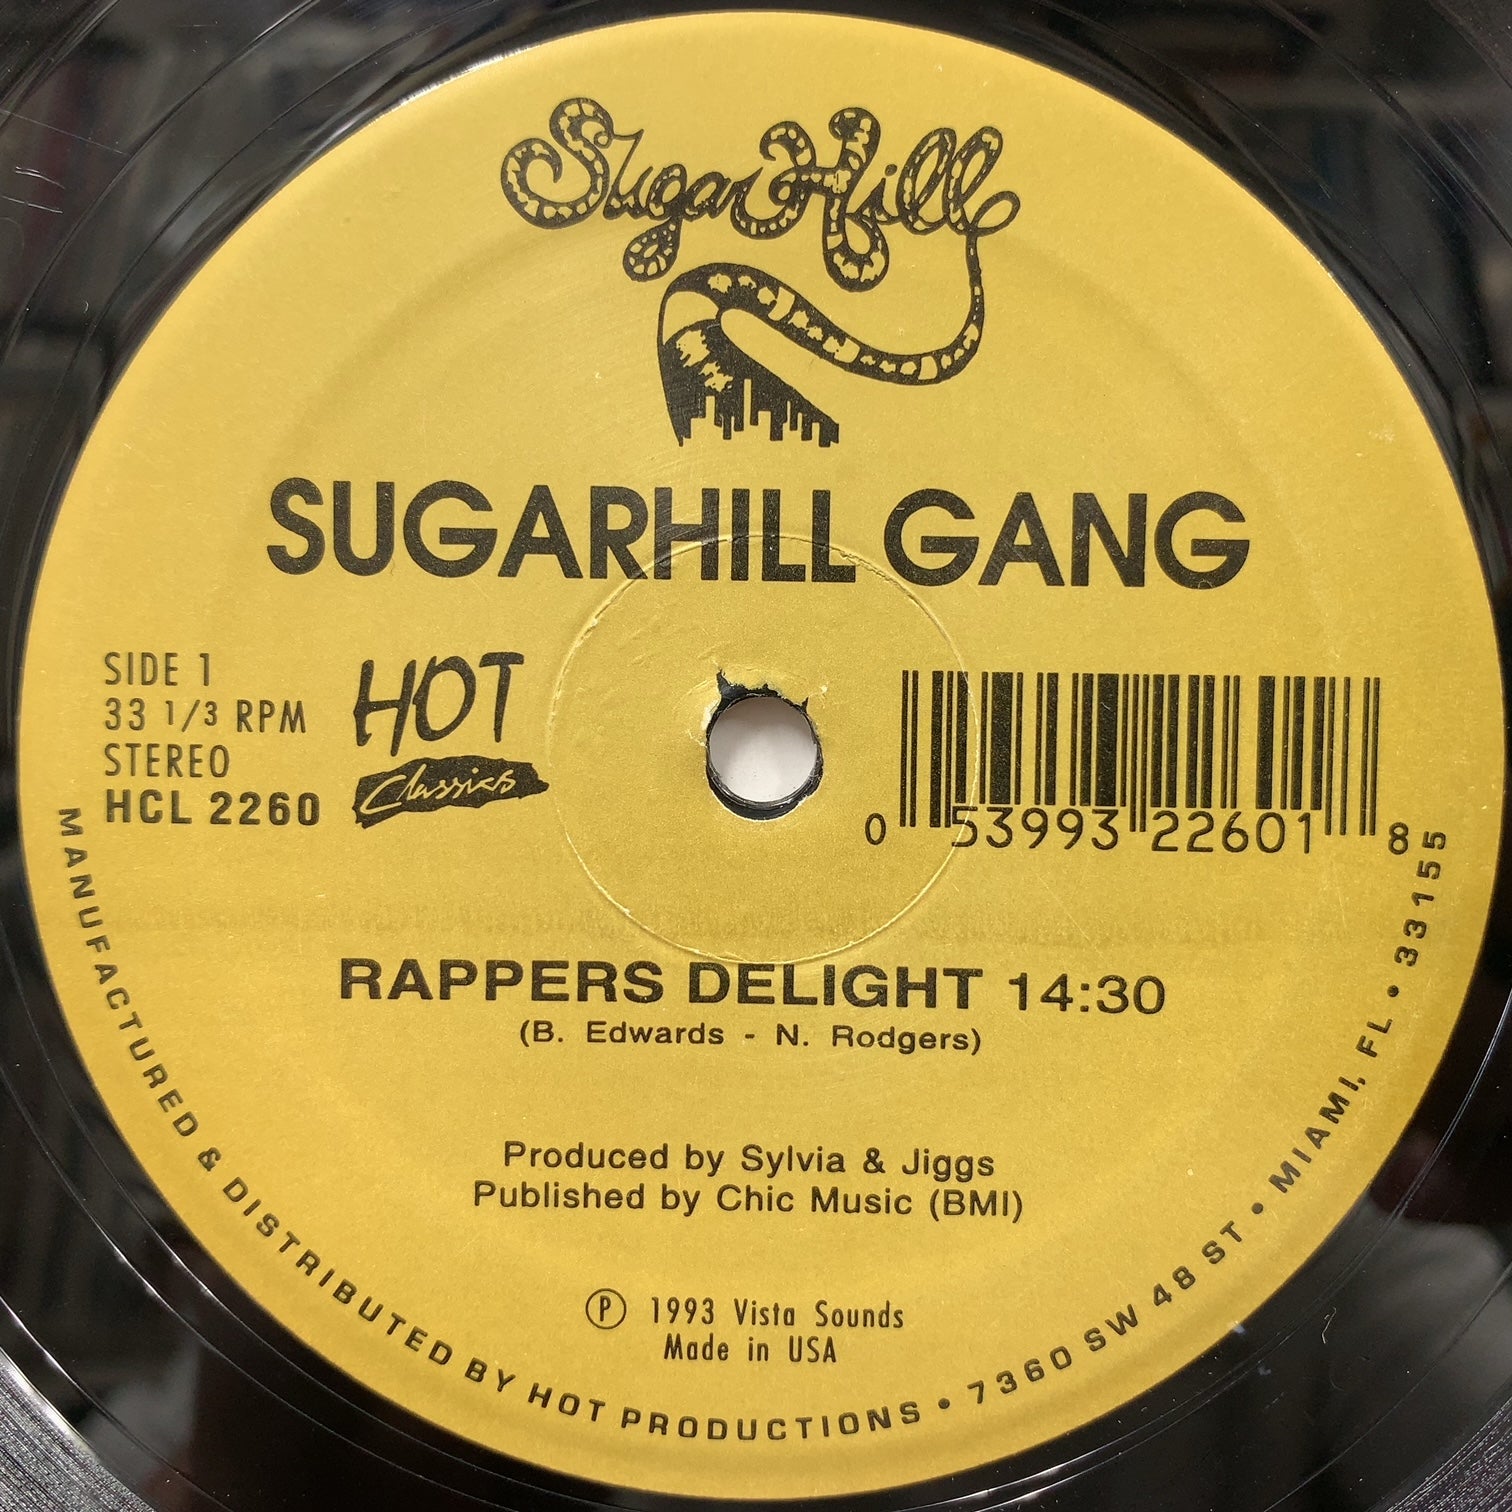 Sugar Hill
SUGARHILL GANG
SIDE 1
33 1/3 RPM
STEREO
HCL 2260
HOT
Classics
0 53993 22601 8
RAPPERS DELIGHT 14:30
(B. Edwards - N. Rodgers)
Produced by Sylvia & Jiggs
Published by Chic Music (BMI)
Ⓟ 1993 Vista Sounds
Made in USA
MANUFACTURED & DISTRIBUTED BY HOT PRODUCTIONS • 7360 SW 48 ST • MIAMI, FL • 33155